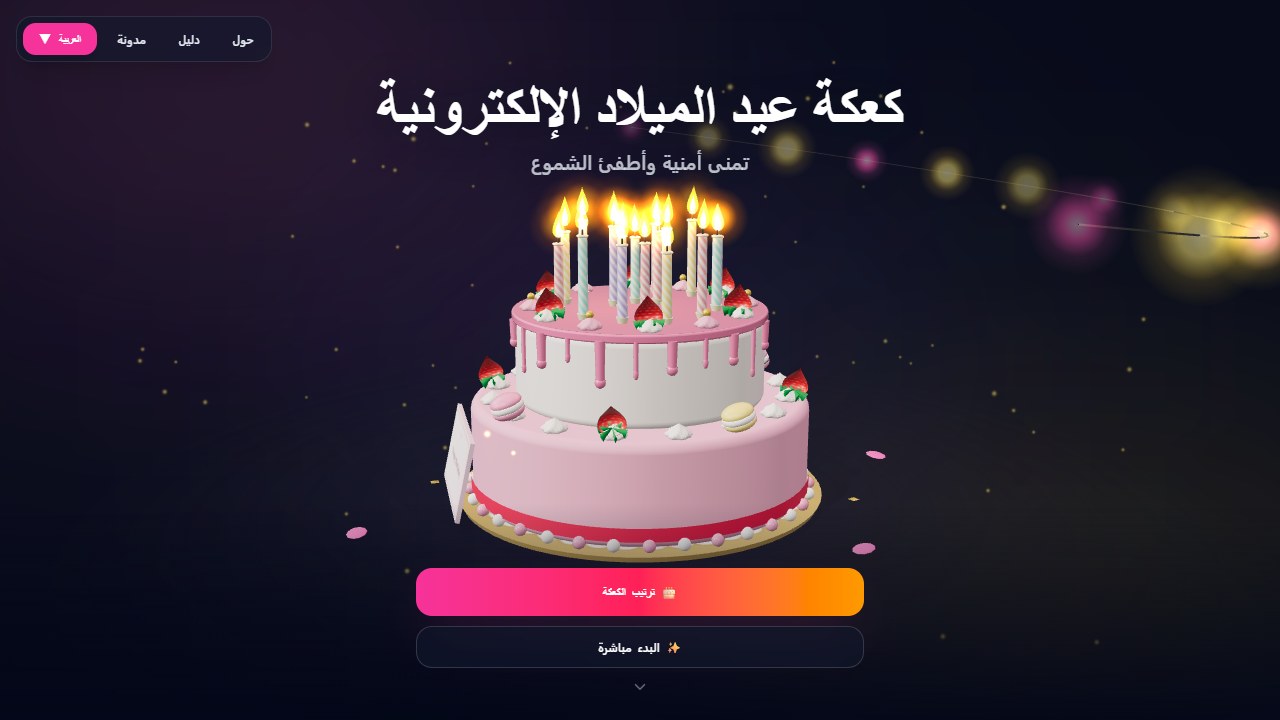 حول
دليل
مدونة
العربية ▼
كعكة عيد الميلاد الإلكترونية
تمنى أمنية وأطفئ الشموع
🎂 ترتيب الكعكة
✨ البدء مباشرة